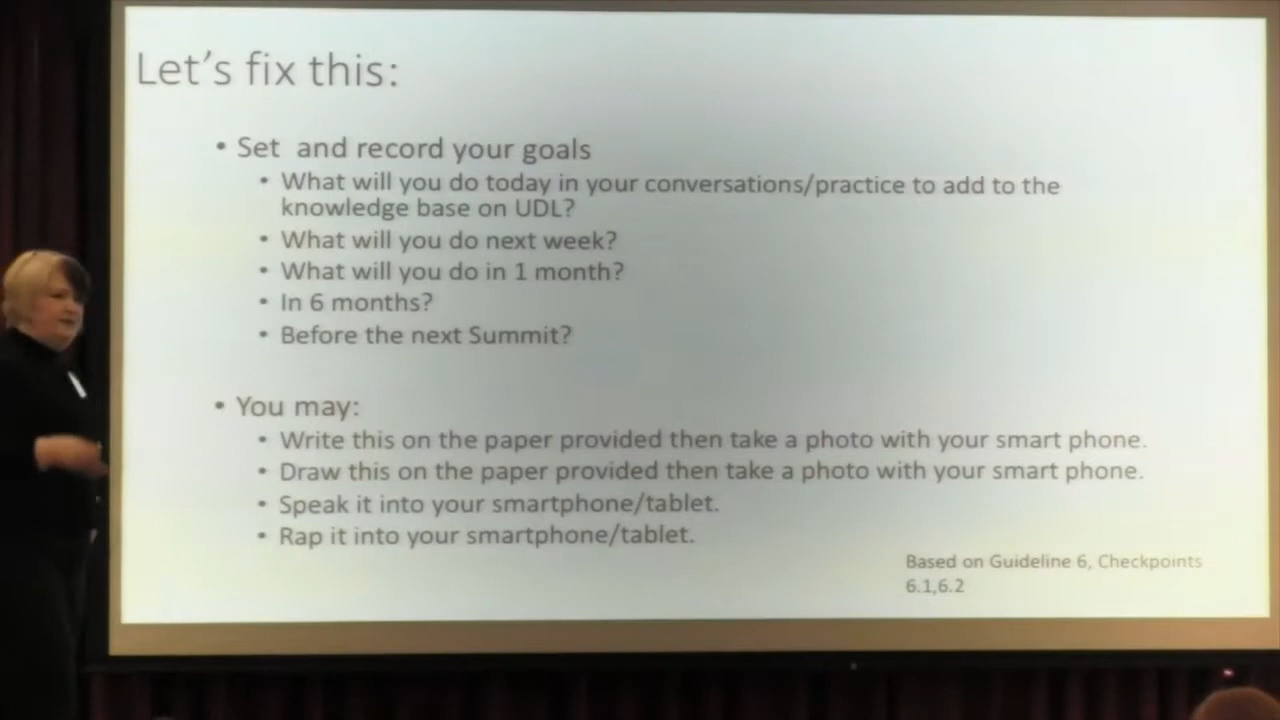 Let's fix this:
• Set and record your goals
• What will you do today in your conversations/practice to add to the
knowledge base on UDL?
• What will you do next week?
• What will you do in 1 month?
• In 6 months?
• Before the next Summit?
• You may:
• Write this on the paper provided then take a photo with your smart phone.
• Draw this on the paper provided then take a photo with your smart phone.
• Speak it into your smartphone/tablet.
• Rap it into your smartphone/tablet.
Based on Guideline 6, Checkpoints
6.1,6.2